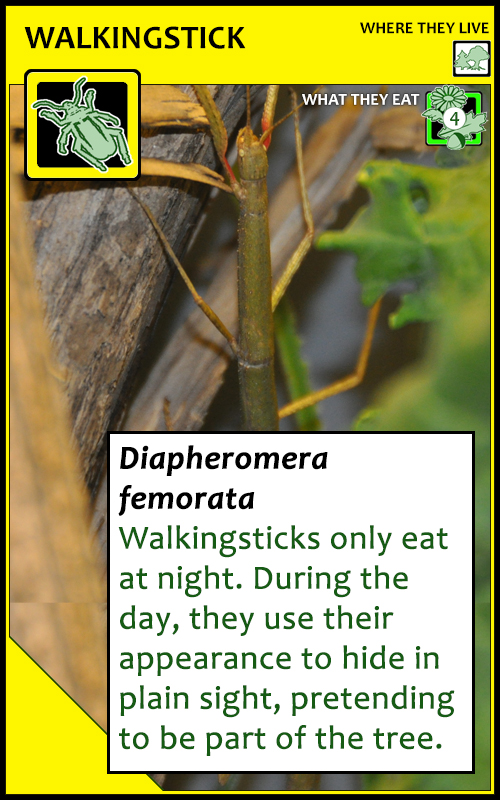 WALKINGSTICK
WHERE THEY LIVE
WHAT THEY EAT
4
Diapheromera
femorata
Walkingsticks only eat
at night. During the
day, they use their
appearance to hide in
plain sight, pretending
to be part of the tree.